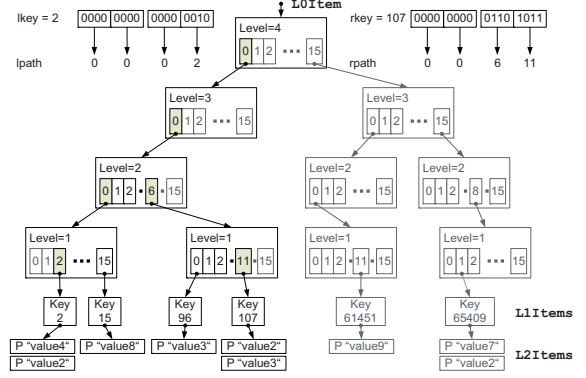 L0Item
lkey = 2 0000 0000 0000 0010
rkey = 107 0000 0000 0110 1011
Level=4
0 1 2 ··· 15
lpath 0 0 0 2
rpath 0 0 6 11
Level=3
0 1 2 ··· 15
Level=3
0 1 2 ··· 15
Level=2
0 1 2 · 6 · 15
Level=2
0 1 2 ··· 15
Level=2
0 1 2 · 8 · 15
Level=1
0 1 2 ··· 15
Level=1
0 1 2 · 11 · 15
Level=1
0 1 2 · 11 · 15
Level=1
0 1 2 ··· 15
Key 2
Key 15
Key 96
Key 107
Key 61451
Key 65409
L1Items
P “value4“
P “value8“
P “value3“
P “value2“
P “value9“
P “value7“
P “value2“
P “value3“
P “value2“
L2Items